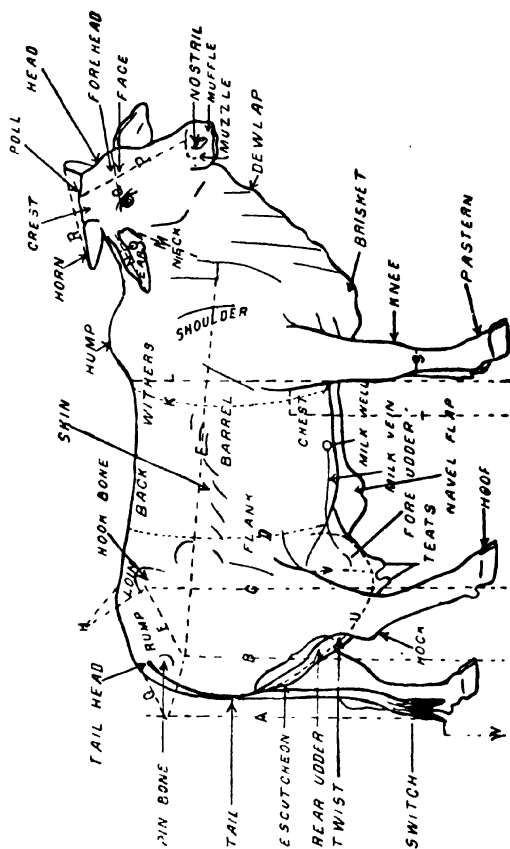 POLL
HEAD
CREST
FOREHEAD
FACE
R
HORN
P
EAR
NOSTRIL
MUFFLE
MUZZLE
M
NECK
DEWLAP
HUMP
SHOULDER
BRISKET
KNEE
PASTERN
S
WITHERS
L
K
SKIN
BARREL
E
CHEST
MILK WELL
MILK VEIN
T
NAVEL FLAP
FORE UDDER
TEATS
HOOF
BACK
HOOK BONE
FLANK
D
LOIN
H
G
V
U
RUMP
E
TAIL HEAD
Q
B
A
HOCK
PIN BONE
TAIL
ESCUTCHEON
REAR UDDER
TWIST
SWITCH
W